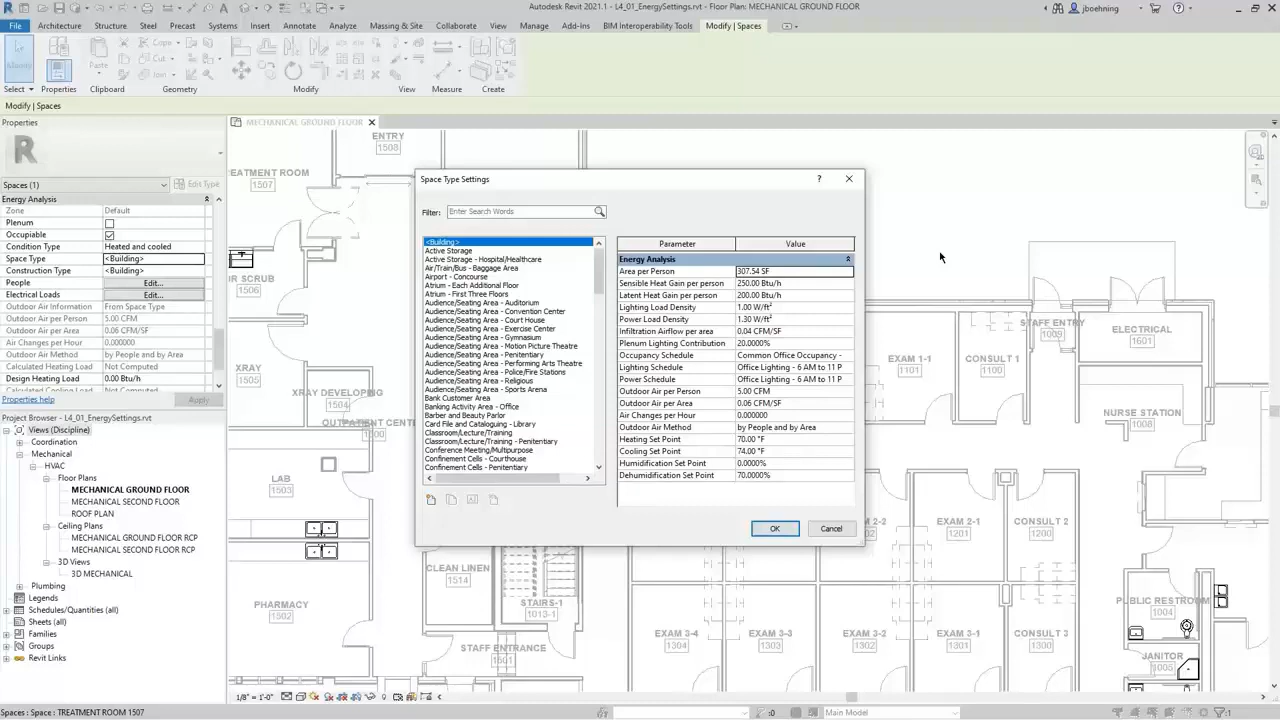 Autodesk Revit 2021.1 - L4_01_EnergySettings.rvt - Floor Plan: MECHANICAL GROUND FLOOR
jboehning
File Architecture Structure Steel Precast Systems Insert Annotate Analyze Massing & Site Collaborate View Manage Add-Ins BIM Interoperability Tools Modify | Spaces
Modify
Paste
Cope
Cut
Join
Select Properties Clipboard Geometry Modify View Measure Create
Modify | Spaces
Properties
R
Spaces (1)
Edit Type
Energy Analysis
Zone Default
Plenum
Occupiable
Condition Type Heated and cooled
Space Type <Building>
Construction Type <Building>
People Edit...
Electrical Loads Edit...
Outdoor Air Information From Space Type
Outdoor Air per Person 5.00 CFM
Outdoor Air per Area 0.06 CFM/SF
Air Changes per Hour 0.000000
Outdoor Air Method by People and by Area
Calculated Heating Load Not Computed
Design Heating Load 0.00 Btu/h
Calculated Cooling Load Not Computed
Properties help
Apply
Project Browser - L4_01_EnergySettings.rvt
Views (Discipline)
Coordination
Mechanical
HVAC
Floor Plans
MECHANICAL GROUND FLOOR
MECHANICAL SECOND FLOOR
ROOF PLAN
Ceiling Plans
MECHANICAL GROUND FLOOR RCP
MECHANICAL SECOND FLOOR RCP
3D Views
3D MECHANICAL
Plumbing
Legends
Schedules/Quantities (all)
Sheets (all)
Families
Groups
Revit Links
MECHANICAL GROUND FLOOR
ENTRY
1508
EATMENT ROOM
1507
OR SCRUB
1506
XRAY
1505
XRAY DEVELOPING
1504
OUTPATIENT CENTER
1000
LAB
1503
PHARMACY
1502
CLEAN LINEN
1514
STAIRS-1
1013-1
STAFF ENTRANCE
1501
Space Type Settings
?
Filter: Enter Search Words
<Building>
Active Storage
Active Storage - Hospital/Healthcare
Air/Train/Bus - Baggage Area
Airport - Concourse
Atrium - Each Additional Floor
Atrium - First Three Floors
Audience/Seating Area - Auditorium
Audience/Seating Area - Convention Center
Audience/Seating Area - Court House
Audience/Seating Area - Exercise Center
Audience/Seating Area - Gymnasium
Audience/Seating Area - Motion Picture Theatre
Audience/Seating Area - Penitentiary
Audience/Seating Area - Performing Arts Theatre
Audience/Seating Area - Police/Fire Stations
Audience/Seating Area - Religious
Audience/Seating Area - Sports Arena
Bank Customer Area
Banking Activity Area - Office
Barber and Beauty Parlor
Card File and Cataloguing - Library
Classroom/Lecture/Training
Classroom/Lecture/Training - Penitentiary
Conference Meeting/Multipurpose
Confinement Cells - Courthouse
Confinement Cells - Penitentiary
Parameter Value
Energy Analysis
Area per Person 307.54 SF
Sensible Heat Gain per person 250.00 Btu/h
Latent Heat Gain per person 200.00 Btu/h
Lighting Load Density 1.00 W/ft²
Power Load Density 1.30 W/ft²
Infiltration Airflow per area 0.04 CFM/SF
Plenum Lighting Contribution 20.0000%
Occupancy Schedule Common Office Occupancy -
Lighting Schedule Office Lighting - 6 AM to 11 P
Power Schedule Office Lighting - 6 AM to 11 P
Outdoor Air per Person 5.00 CFM
Outdoor Air per Area 0.06 CFM/SF
Air Changes per Hour 0.000000
Outdoor Air Method by People and by Area
Heating Set Point 70.00 °F
Cooling Set Point 74.00 °F
Humidification Set Point 0.0000%
Dehumidification Set Point 70.0000%
OK Cancel
STAFF ENTRY
1009
ELECTRICAL
1601
EXAM 1-1
1101
CONSULT 1
1100
NURSE STATION
1008
2-2
EXAM 2-1
1201
CONSULT 2
1200
PUBLIC RESTROOM
1004
EXAM 3-4
1304
EXAM 3-3
1303
EXAM 3-2
1302
EXAM 3-1
1301
CONSULT 3
1300
JANITOR
1005
1/8" = 1'-0"
Spaces : Space : TREATMENT ROOM 1507
:0
Main Model
:1